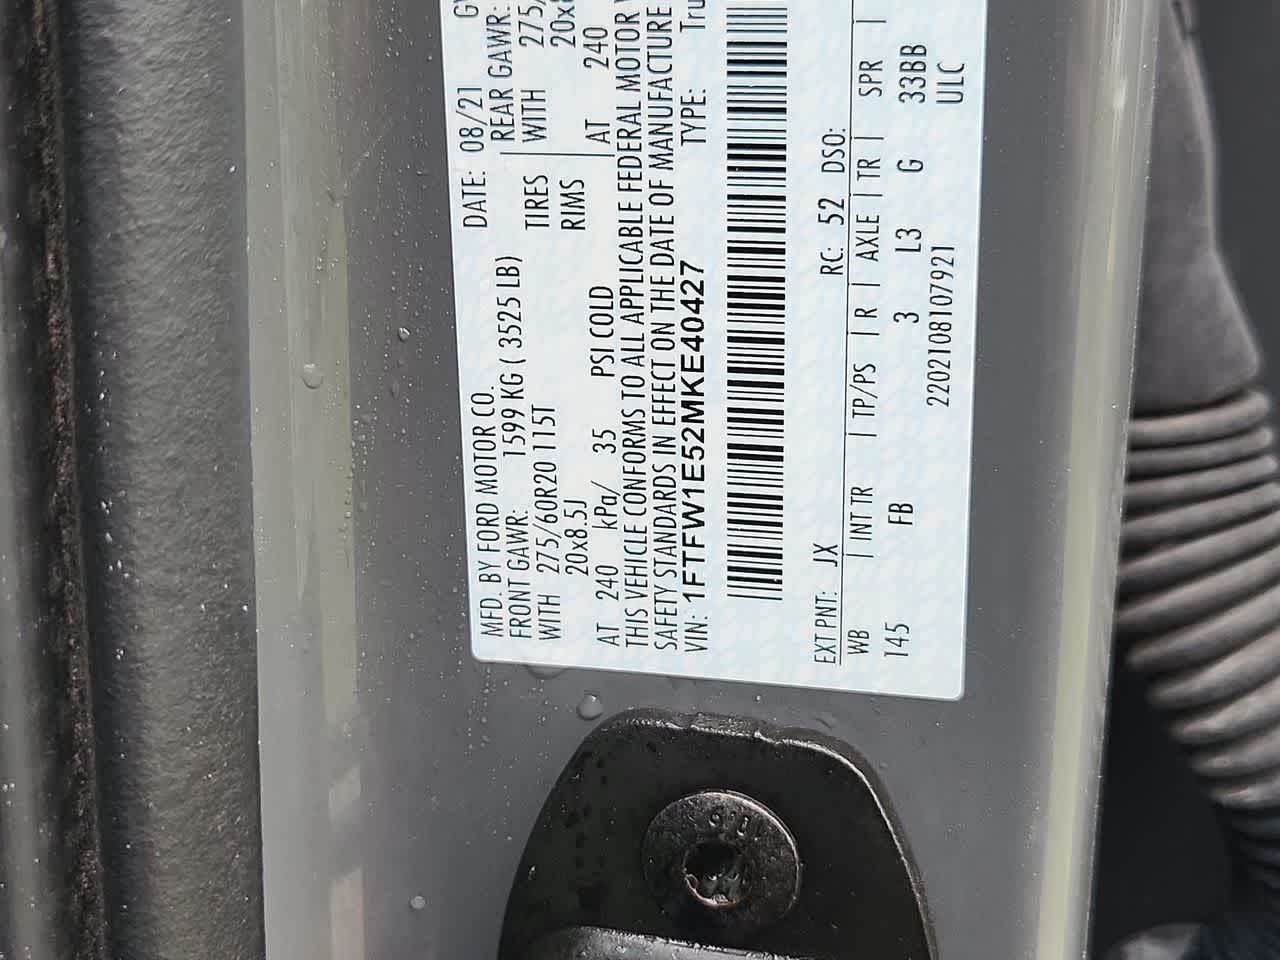 MFD. BY FORD MOTOR CO.
DATE: 08/21
FRONT GAWR: 1599 KG ( 3525 LB)
REAR GAWR:
WITH 275/60R20 115T
TIRES
WITH 275/
20x8.5J
RIMS
AT 240 kPa/ 35 PSI COLD
AT 240
THIS VEHICLE CONFORMS TO ALL APPLICABLE FEDERAL MOTOR
SAFETY STANDARDS IN EFFECT ON THE DATE OF MANUFACTURE
VIN: 1FTFW1E52MKE40427
TYPE:
EXT PNT: JX
RC: 52 DSO:
WB | INT TR | TP/PS | R | AXLE | TR | SPR |
145 FB 3 L3 G 33BB
2202108107921 ULC